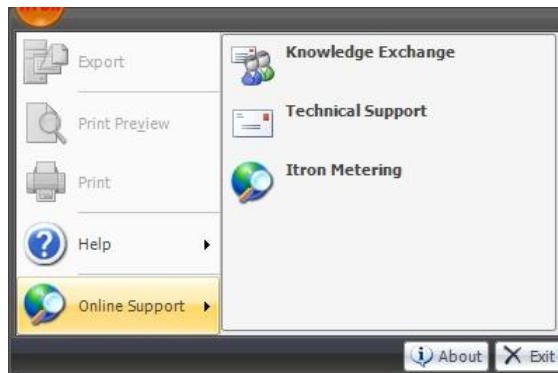 Export
Print Preview
Print
Help
Online Support
Knowledge Exchange
Technical Support
Itron Metering
About
Exit